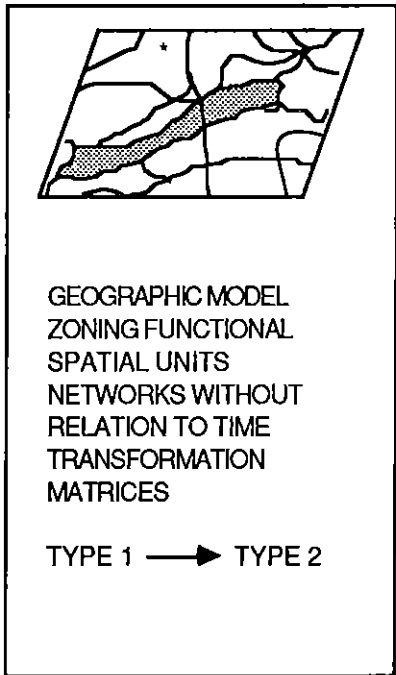 GEOGRAPHIC MODEL
ZONING FUNCTIONAL
SPATIAL UNITS
NETWORKS WITHOUT
RELATION TO TIME
TRANSFORMATION
MATRICES
TYPE 1 → TYPE 2